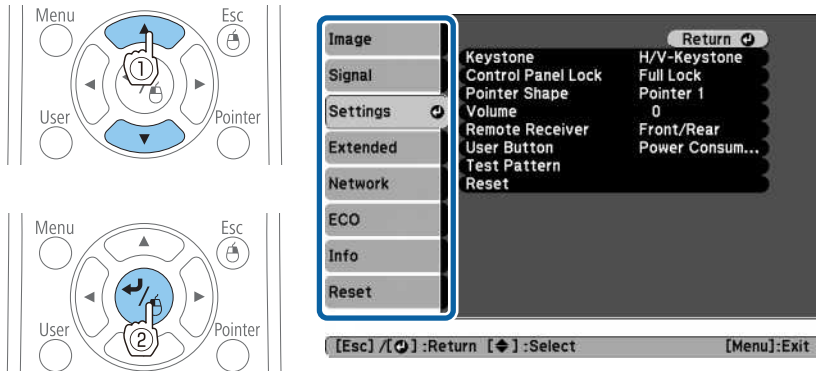 Menu
Esc
①
User
Pointer
Menu
Esc
②
User
Pointer
Image
Signal
Settings
Extended
Network
ECO
Info
Reset
Return
Keystone H/V-Keystone
Control Panel Lock Full Lock
Pointer Shape Pointer 1
Volume 0
Remote Receiver Front/Rear
User Button Power Consum...
Test Pattern
Reset
[Esc] /[⏎] :Return [◆] :Select [Menu]:Exit